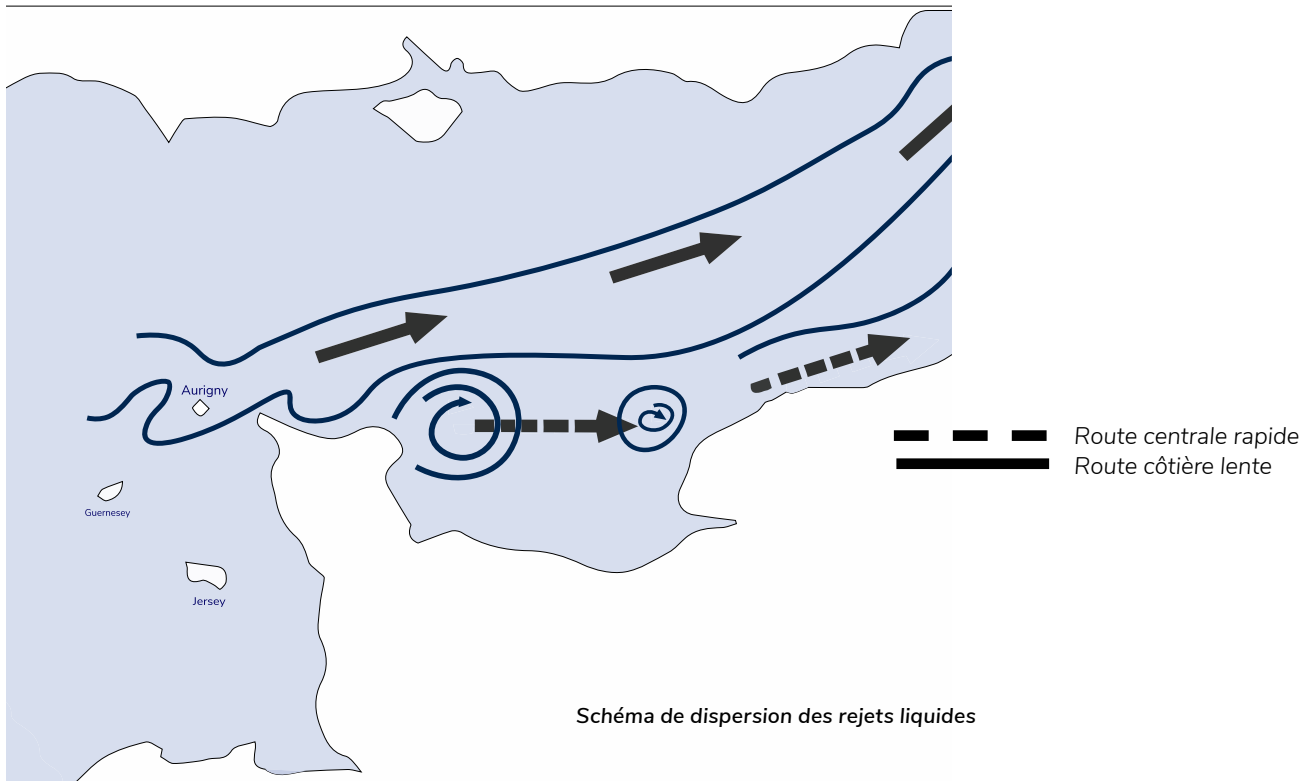 Aurigny
Guernesey
Jersey
Route centrale rapide
Route côtière lente
Schéma de dispersion des rejets liquides